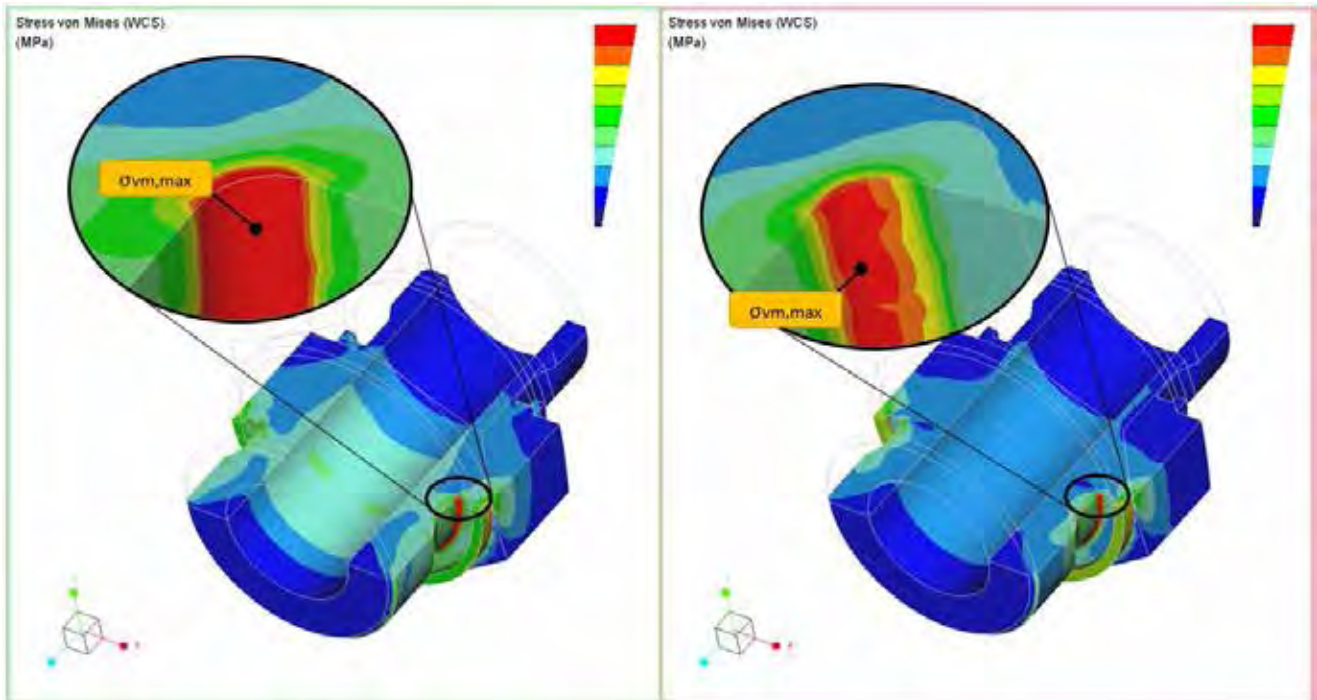 Stress von Mises (WCS)
(MPa)
σvm,max
Stress von Mises (WCS)
(MPa)
σvm,max